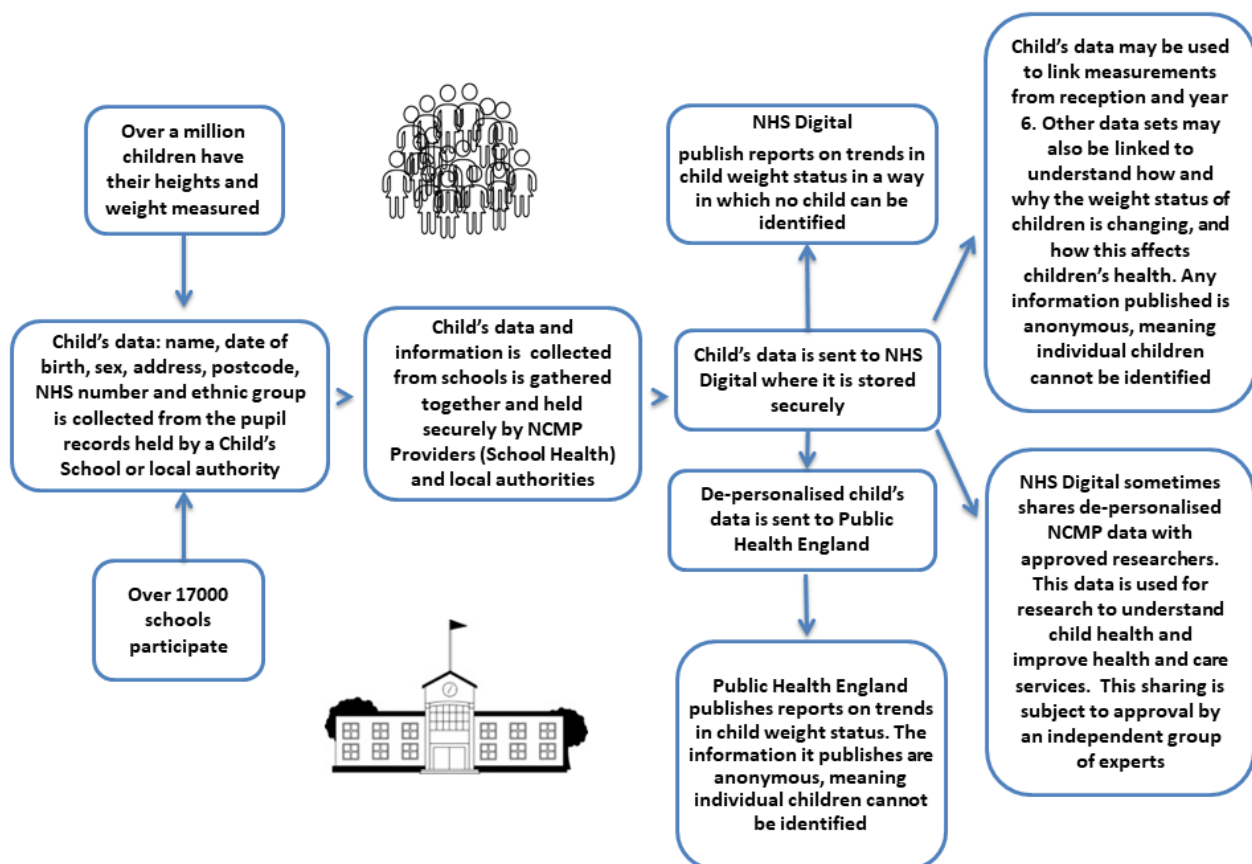 Over a million
children have
their heights and
weight measured
Child's data: name, date of
birth, sex, address, postcode,
NHS number and ethnic group
is collected from the pupil
records held by a Child's
School or local authority
Over 17000
schools
participate
Child's data and
information is collected
from schools is gathered
together and held
securely by NCMP
Providers (School Health)
and local authorities
NHS Digital
publish reports on trends in
child weight status in a way
in which no child can be
identified
Child's data is sent to NHS
Digital where it is stored
securely
De-personalised child's
data is sent to Public
Health England
Public Health England
publishes reports on trends
in child weight status. The
information it publishes are
anonymous, meaning
individual children cannot
be identified
Child's data may be used
to link measurements
from reception and year
6. Other data sets may
also be linked to
understand how and
why the weight status of
children is changing, and
how this affects
children's health. Any
information published is
anonymous, meaning
individual children
cannot be identified
NHS Digital sometimes
shares de-personalised
NCMP data with
approved researchers.
This data is used for
research to understand
child health and
improve health and care
services. This sharing is
subject to approval by
an independent group
of experts